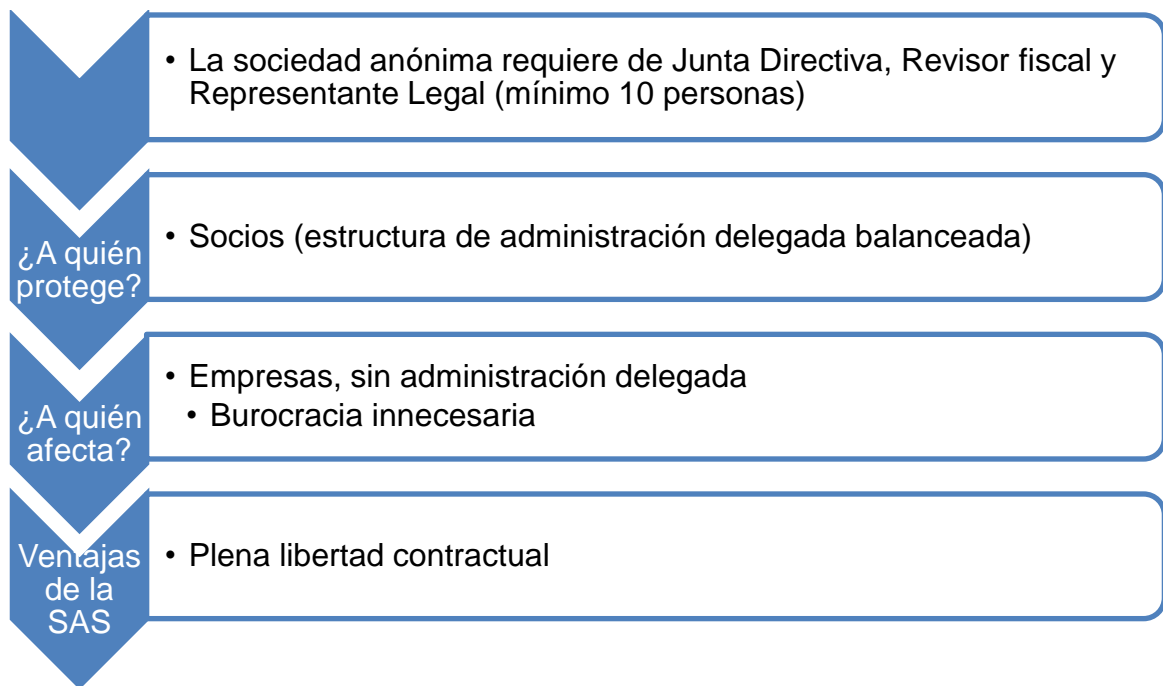 • La sociedad anónima requiere de Junta Directiva, Revisor fiscal y
Representante Legal (mínimo 10 personas)
¿A quién
protege?
• Socios (estructura de administración delegada balanceada)
¿A quién
afecta?
• Empresas, sin administración delegada
• Burocracia innecesaria
Ventajas
de la
SAS
• Plena libertad contractual